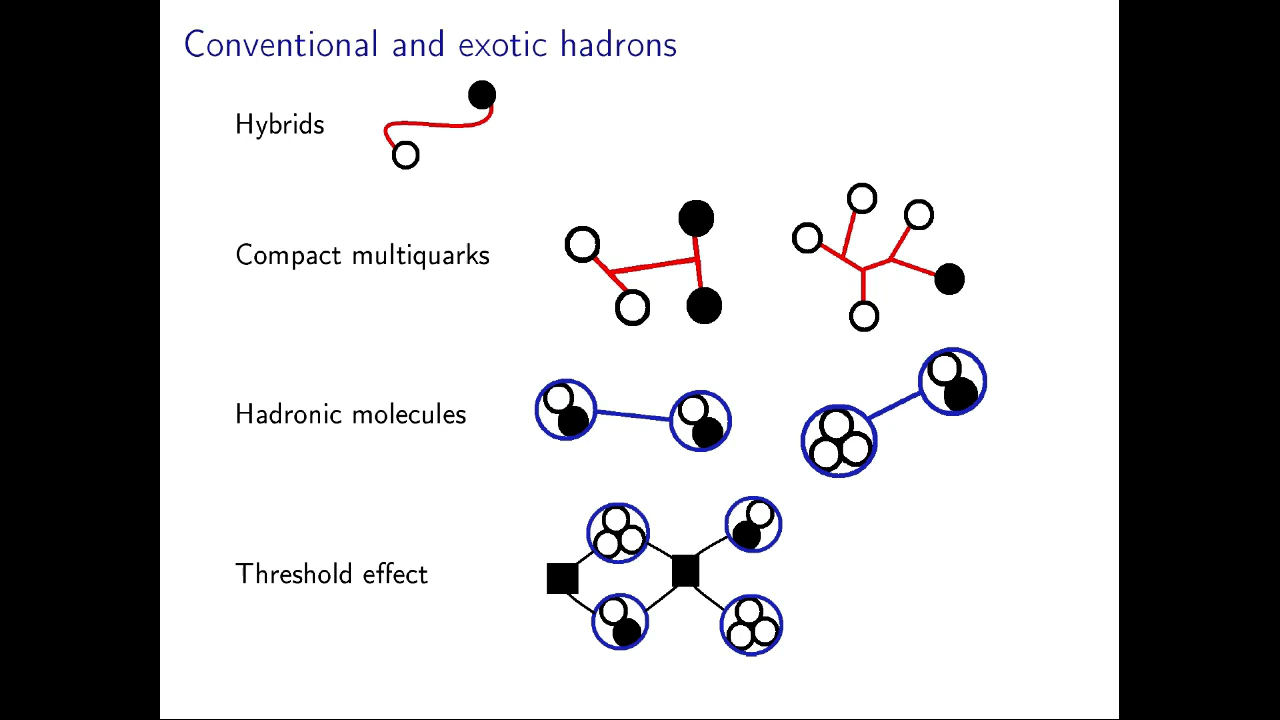 Conventional and exotic hadrons
Hybrids
Compact multiquarks
Hadronic molecules
Threshold effect